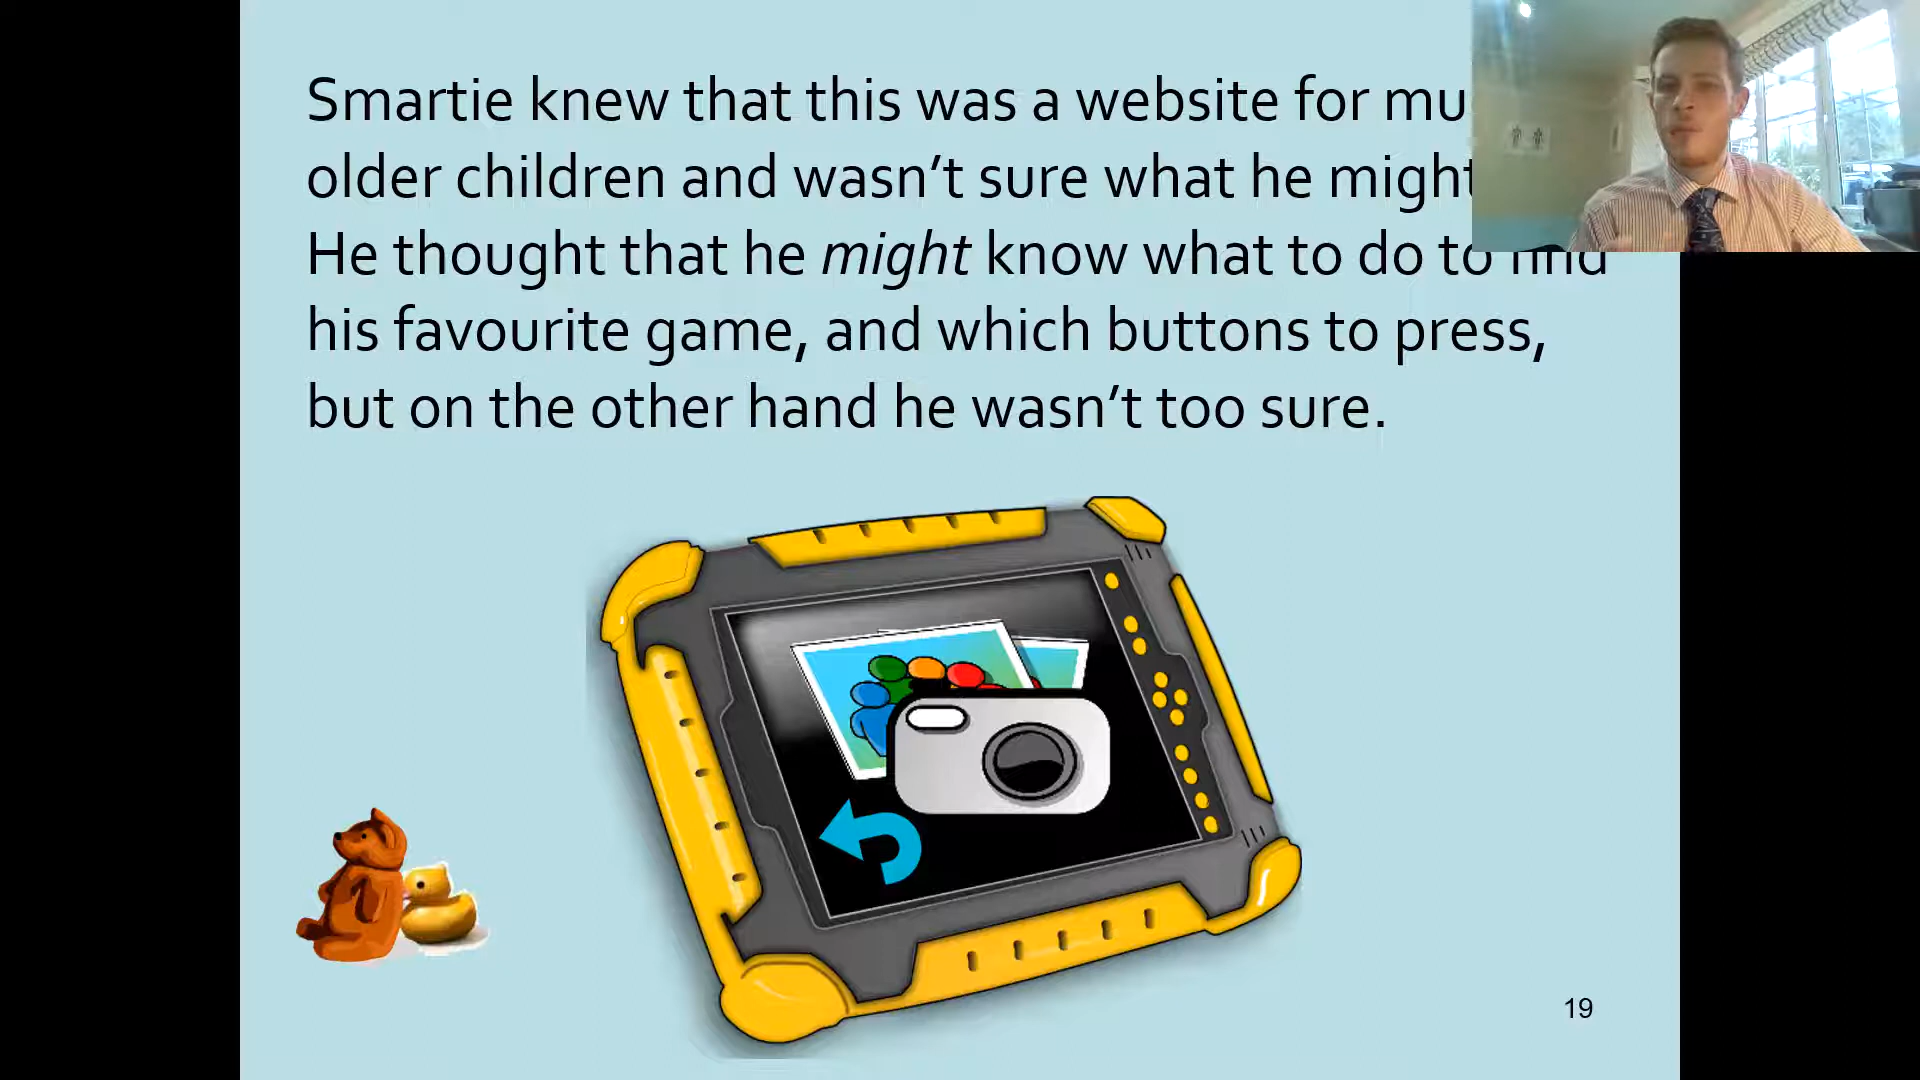 Smartie knew that this was a website for mu
older children and wasn’t sure what he might
He thought that he might know what to do to find
his favourite game, and which buttons to press,
but on the other hand he wasn’t too sure.
19